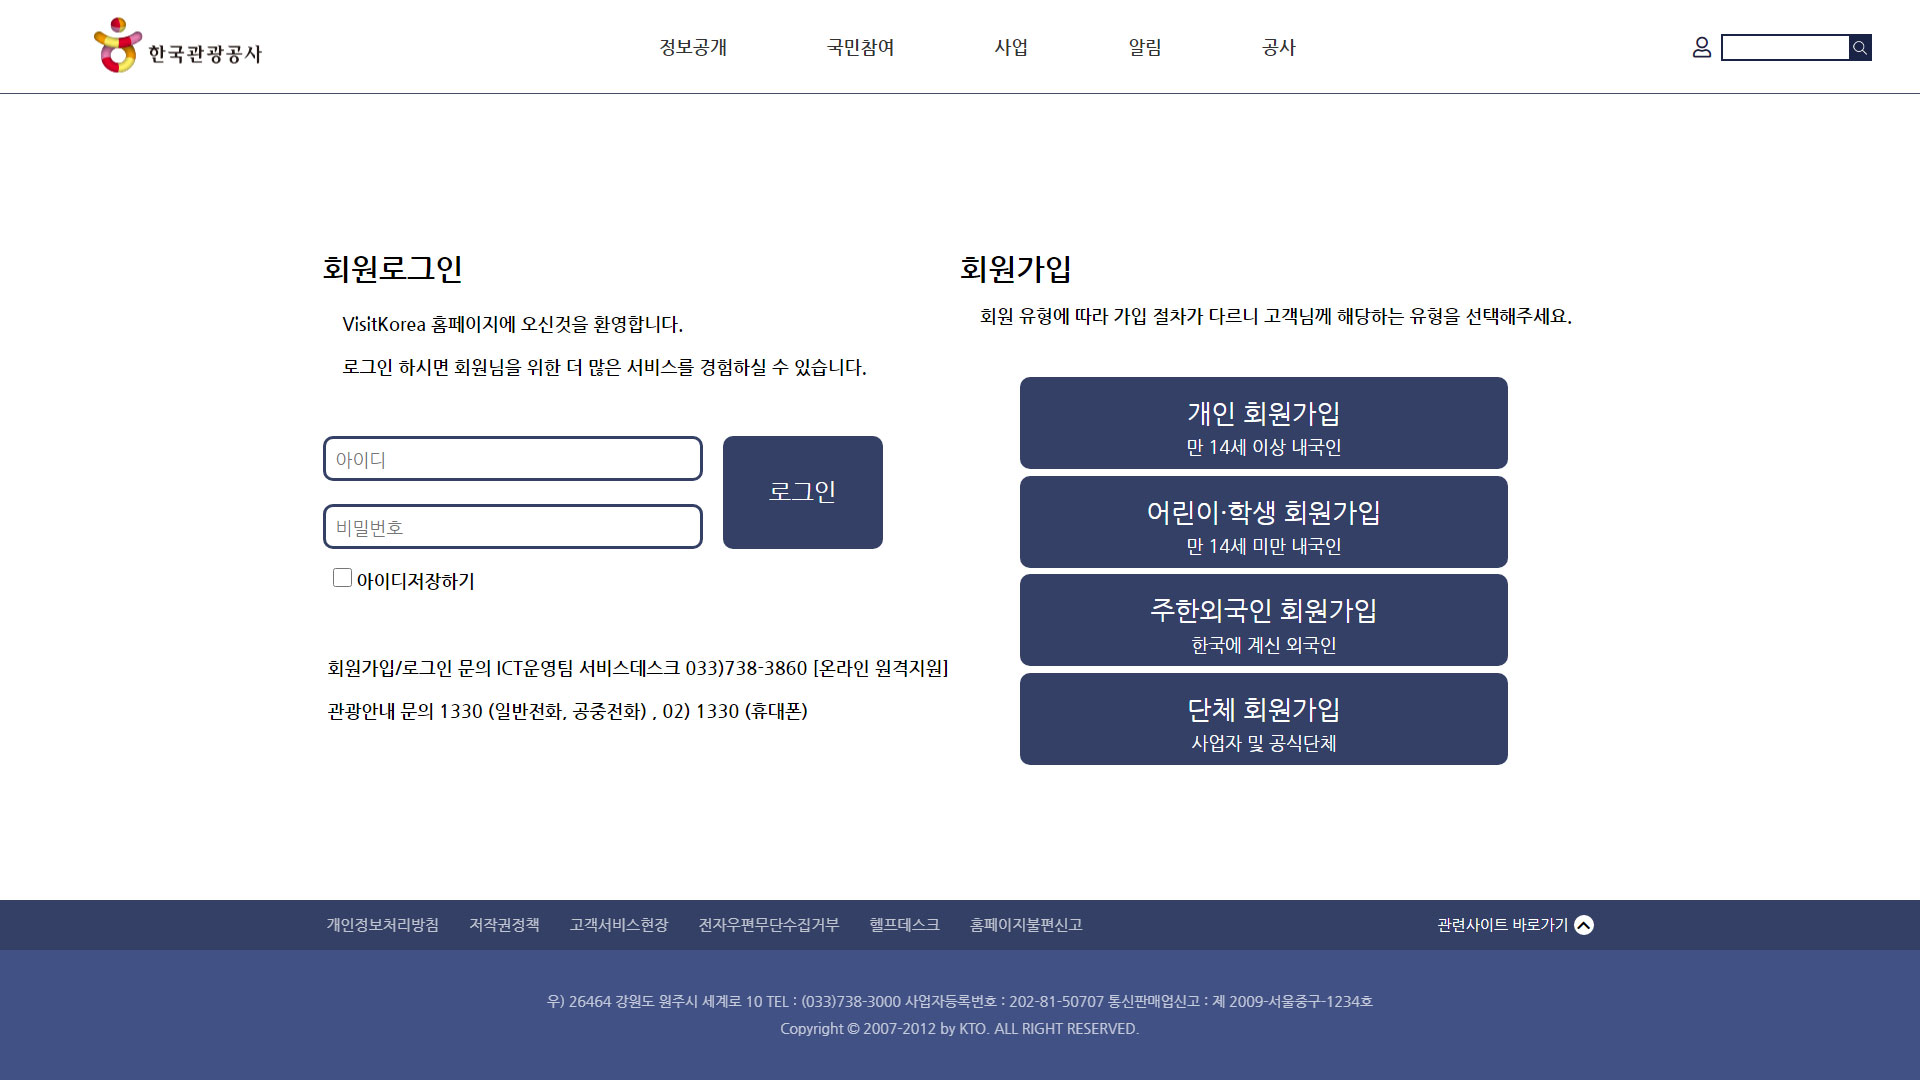 한국관광공사
정보공개 국민참여 사업 알림 공사
회원로그인
VisitKorea 홈페이지에 오신것을 환영합니다.
로그인 하시면 회원님을 위한 더 많은 서비스를 경험하실 수 있습니다.
아이디
비밀번호
로그인
아이디저장하기
회원가입/로그인 문의 ICT운영팀 서비스데스크 033)738-3860 [온라인 원격지원]
관광안내 문의 1330 (일반전화, 공중전화) , 02) 1330 (휴대폰)
회원가입
회원 유형에 따라 가입 절차가 다르니 고객님께 해당하는 유형을 선택해주세요.
개인 회원가입
만 14세 이상 내국인
어린이·학생 회원가입
만 14세 미만 내국인
주한외국인 회원가입
한국에 계신 외국인
단체 회원가입
사업자 및 공식단체
개인정보처리방침 저작권정책 고객서비스헌장 전자우편무단수집거부 헬프데스크 홈페이지불편신고 관련사이트 바로가기
우) 26464 강원도 원주시 세계로 10 TEL : (033)738-3000 사업자등록번호 : 202-81-50707 통신판매업신고 : 제 2009-서울중구-1234호
Copyright © 2007-2012 by KTO. ALL RIGHT RESERVED.